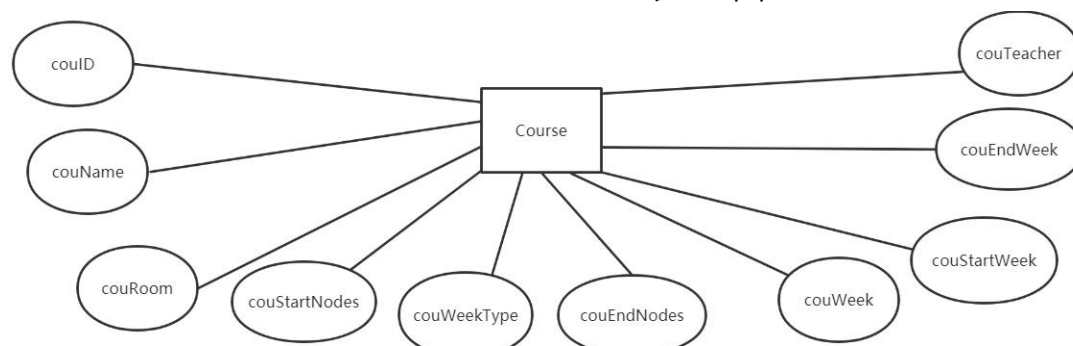 couID
couTeacher
Course
couEndWeek
couName
couStartWeek
couRoom
couStartNodes
couWeekType
couEndNodes
couWeek